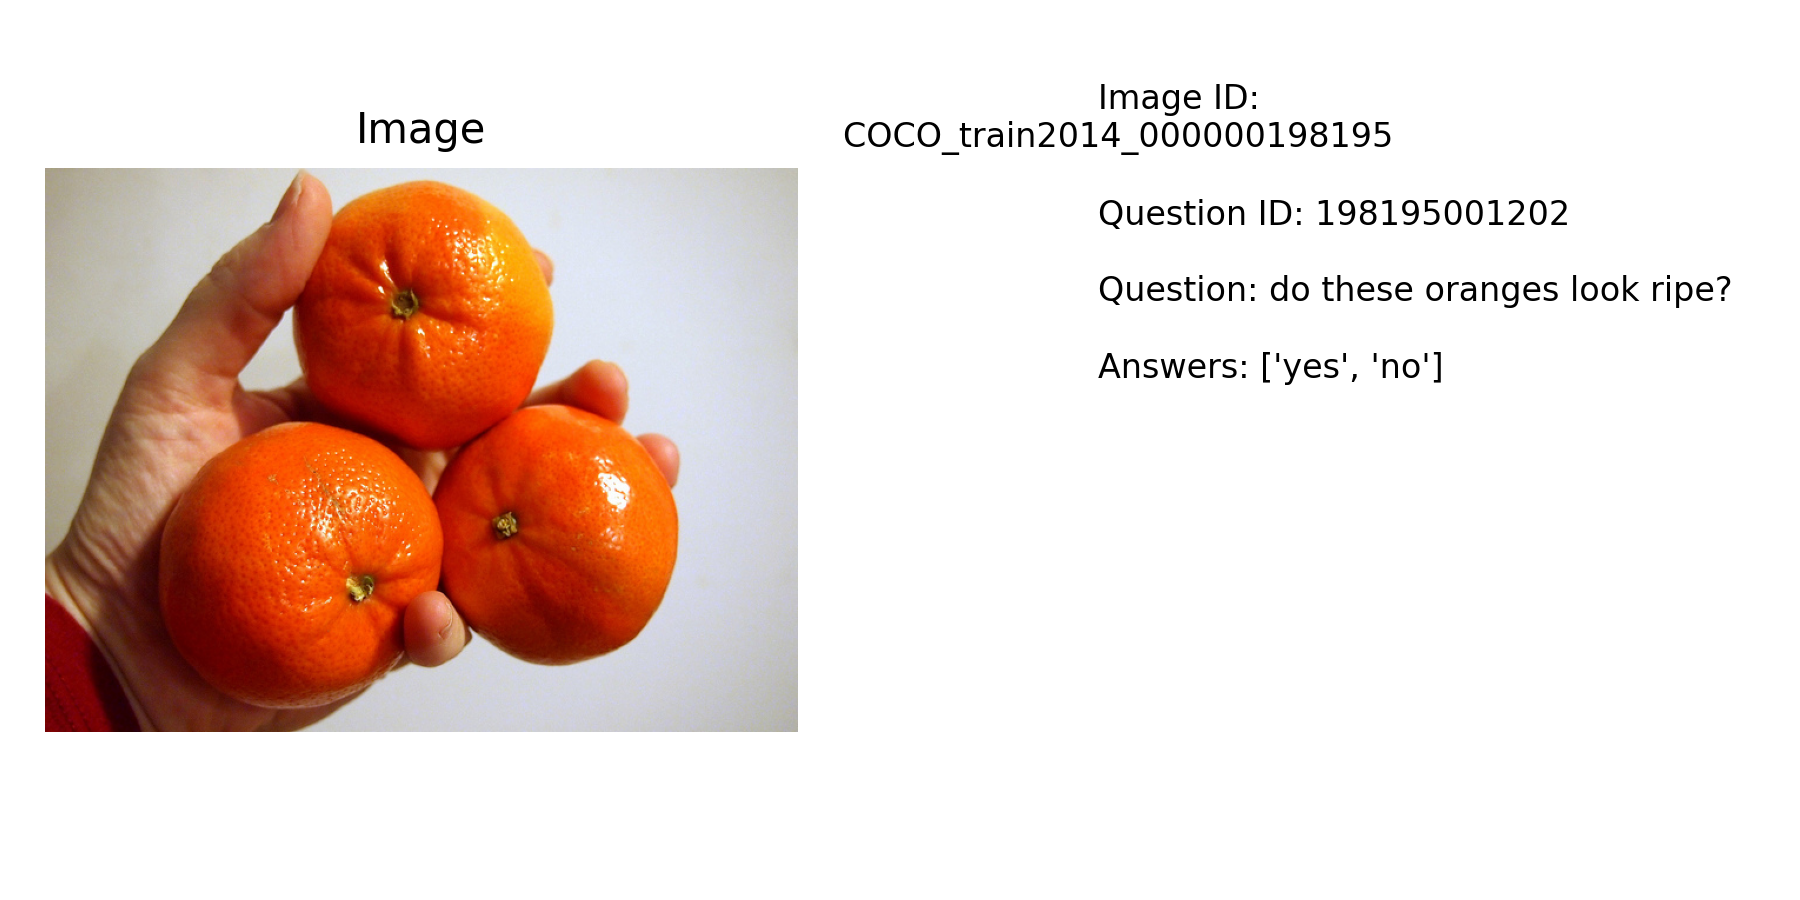 Image
Image ID:
COCO_train2014_000000198195
Question ID: 198195001202
Question: do these oranges look ripe?
Answers: ['yes', 'no']